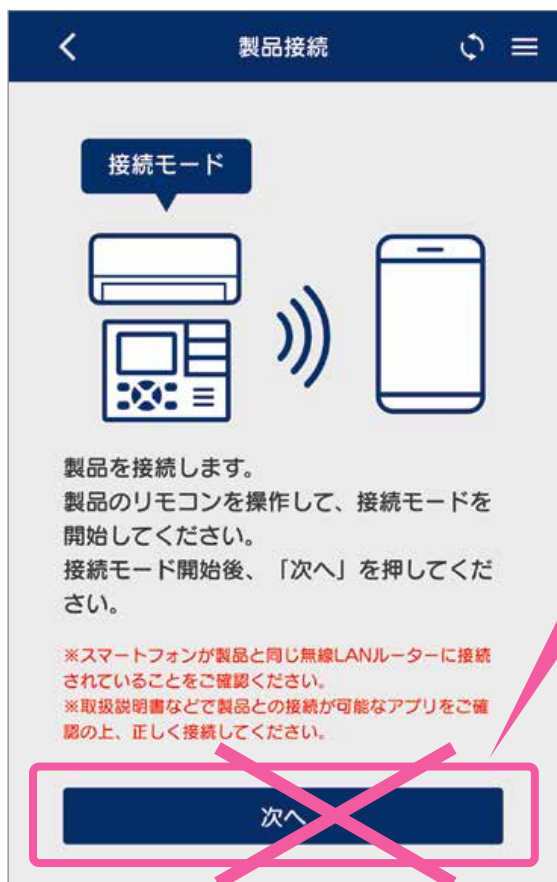 製品接続
接続モード
製品を接続します。
製品のリモコンを操作して、接続モードを
開始してください。
接続モード開始後、「次へ」を押してくだ
さい。
※スマートフォンが製品と同じ無線LANルーターに接続
されていることをご確認ください。
※取扱説明書などで製品との接続が可能なアプリをご確
認の上、正しく接続してください。
次へ